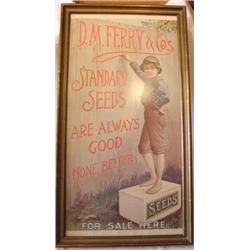 D.M. FERRY & CO'S
STANDARD
SEEDS
ARE ALWAYS
GOOD
NONE BETTER
SEEDS
FOR SALE HERE